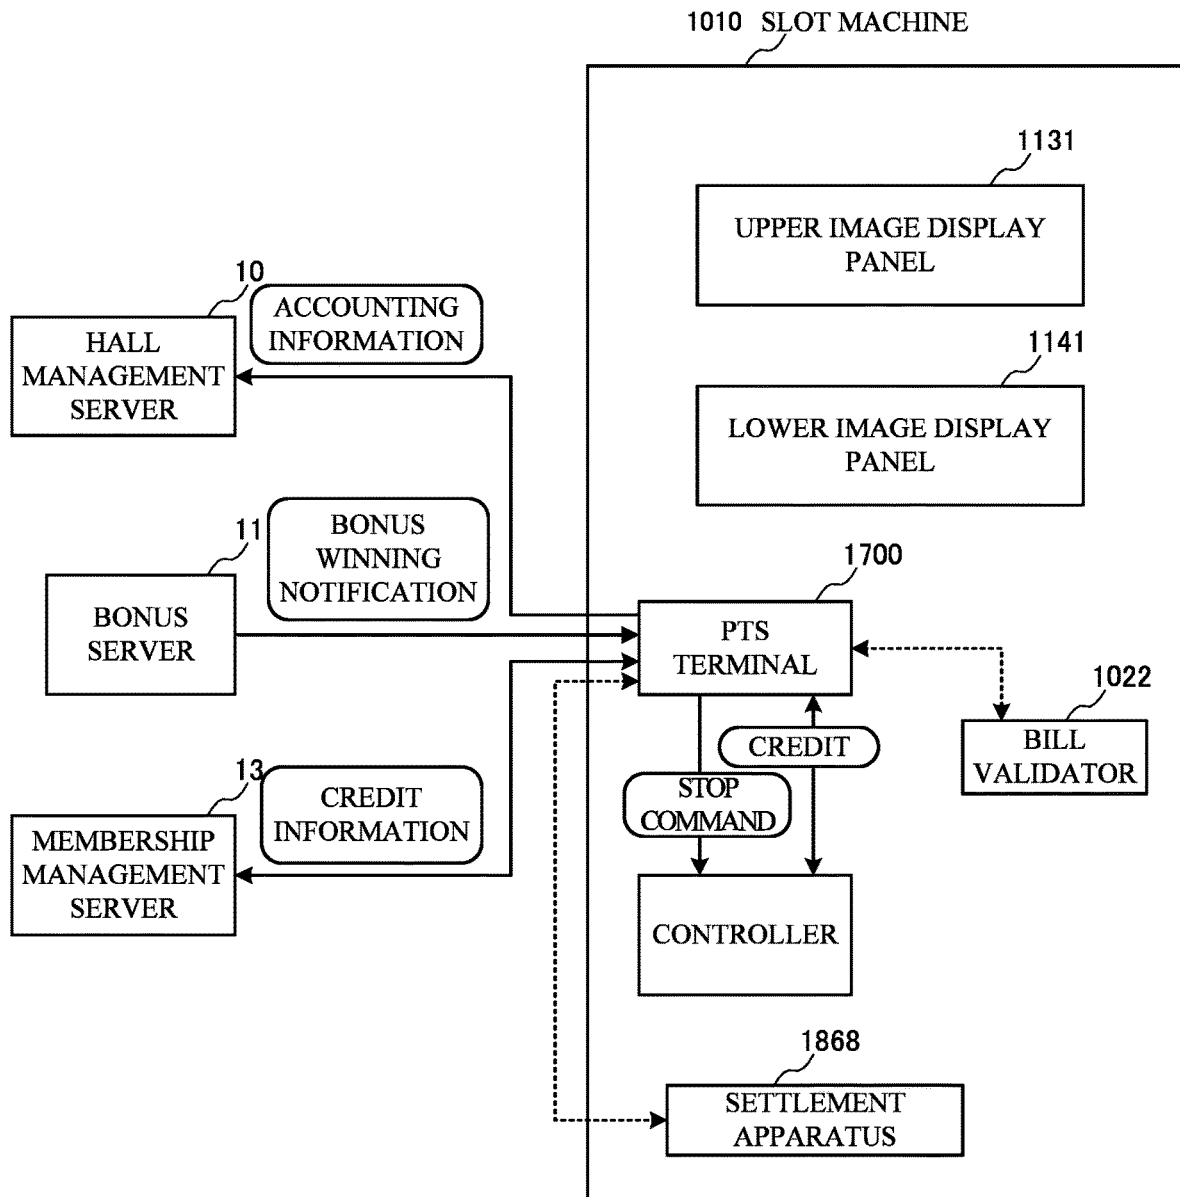 1010 SLOT MACHINE
1131
UPPER IMAGE DISPLAY
PANEL
10
ACCOUNTING
INFORMATION
HALL
MANAGEMENT
SERVER
1141
LOWER IMAGE DISPLAY
PANEL
11
BONUS
WINNING
NOTIFICATION
BONUS
SERVER
1700
PTS
TERMINAL
1022
BILL
VALIDATOR
CREDIT
STOP
COMMAND
13
CREDIT
INFORMATION
MEMBERSHIP
MANAGEMENT
SERVER
CONTROLLER
1868
SETTLEMENT
APPARATUS